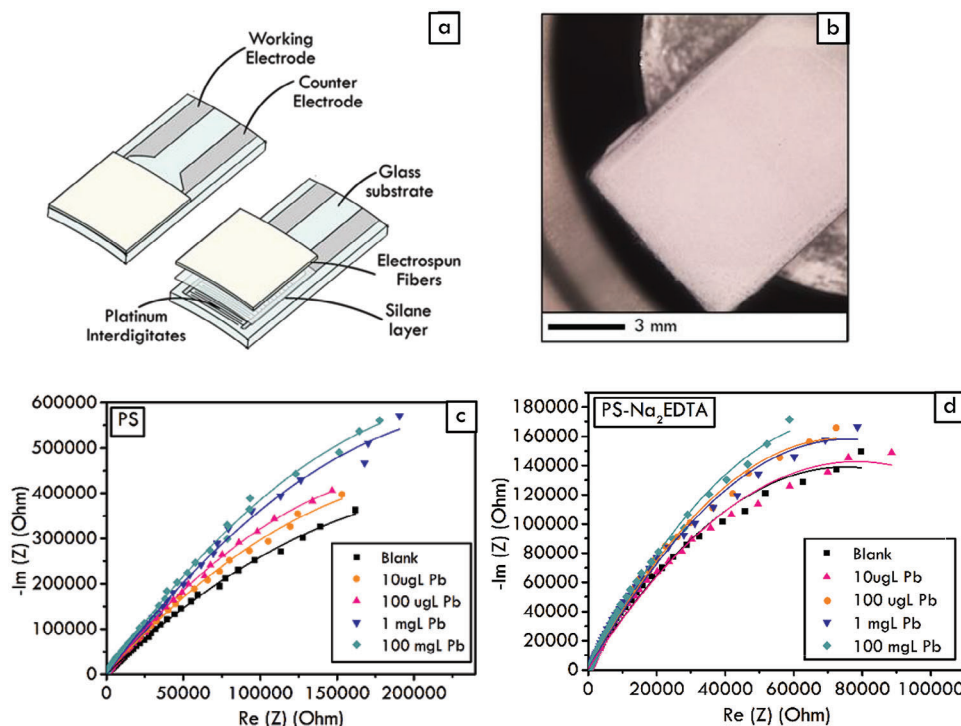 a
Working
Electrode
Counter
Electrode
Glass
substrate
Electrospun
Fibers
Platinum
Interdigitates
Silane
layer
b
3 mm
PS
c
600000
500000
400000
300000
200000
100000
0
-Im (Z) (Ohm)
Blank
10ugL Pb
100 ugL Pb
1 mgL Pb
100 mgL Pb
0 50000 100000 150000 200000
Re (Z) (Ohm)
PS-Na₂EDTA
d
180000
160000
140000
120000
100000
80000
60000
40000
20000
0
-Im (Z) (Ohm)
Blank
10ugL Pb
100 ugL Pb
1 mgL Pb
100 mgL Pb
0 20000 40000 60000 80000 100000
Re (Z) (Ohm)